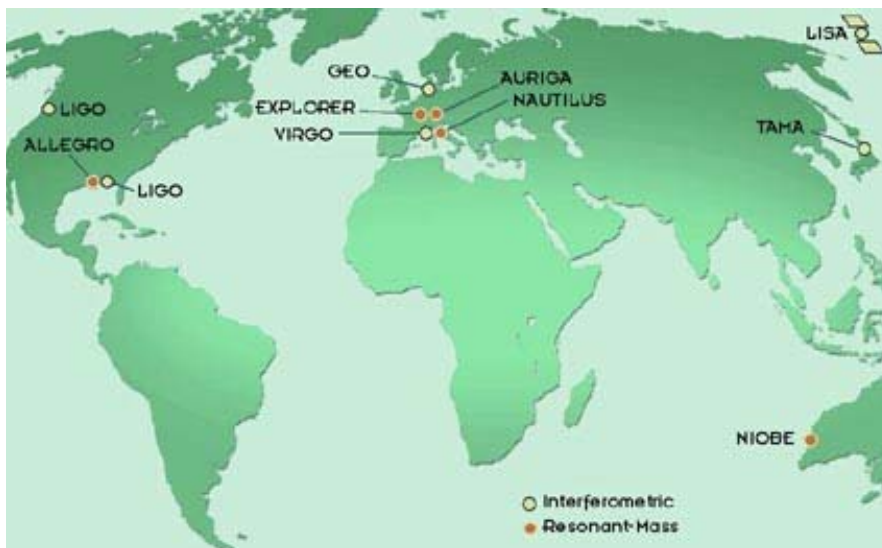 LISA
GEO
AURIGA
LIGO
EXPLORER
NAUTILUS
VIRGO
TAMA
ALLEGRO
LIGO
NIOBE
Interferometric
Resonant-Mass